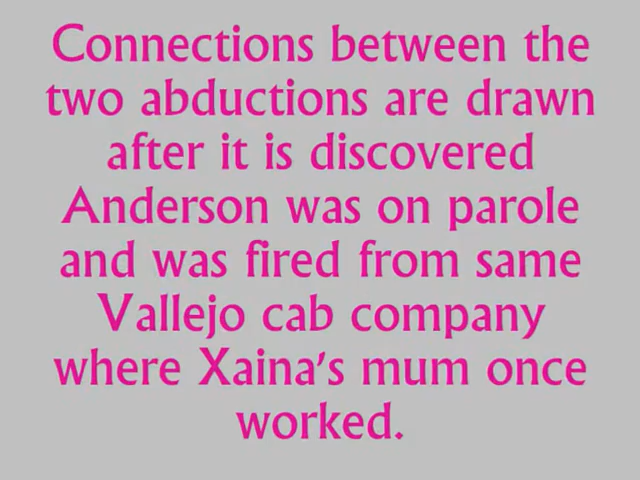 Connections between the
two abductions are drawn
after it is discovered
Anderson was on parole
and was fired from same
Vallejo cab company
where Xaina's mum once
worked.